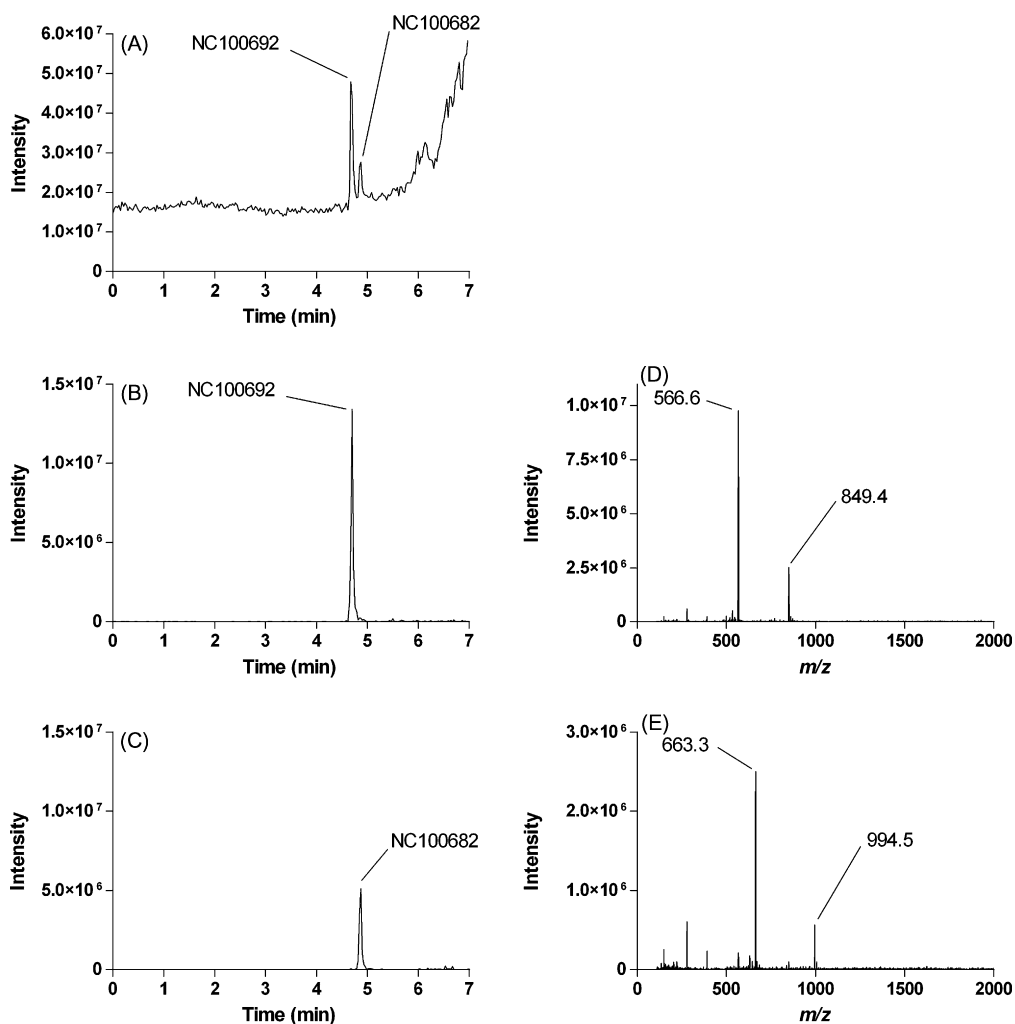 (A)
NC100692
NC100682
6.0×10⁷
5.0×10⁷
4.0×10⁷
3.0×10⁷
2.0×10⁷
1.0×10⁷
0
Intensity
0 1 2 3 4 5 6 7
Time (min)
(B)
NC100692
1.5×10⁷
1.0×10⁷
5.0×10⁶
0
Intensity
0 1 2 3 4 5 6 7
Time (min)
(D)
566.6
849.4
1.0×10⁷
7.5×10⁶
5.0×10⁶
2.5×10⁶
0
Intensity
0 500 1000 1500 2000
m/z
(C)
NC100682
1.5×10⁷
1.0×10⁷
5.0×10⁶
0
Intensity
0 1 2 3 4 5 6 7
Time (min)
(E)
663.3
994.5
3.0×10⁶
2.0×10⁶
1.0×10⁶
0
Intensity
0 500 1000 1500 2000
m/z